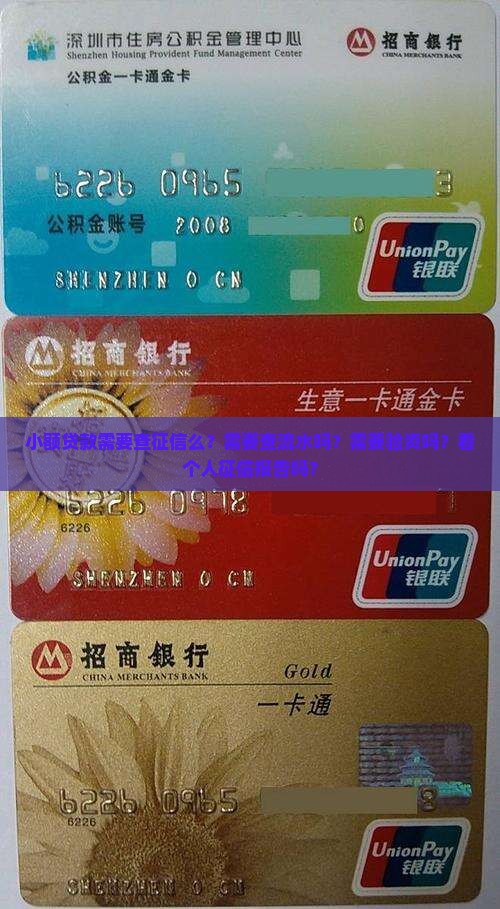 深圳市住房公积金管理中心
Shenzhen Housing Provident Fund Management Center
招商銀行
CHINA MERCHANTS BANK
公积金一卡通金卡
6226 0965 3
公积金账号 2008 0
UnionPay
银联
SHENZHEN O CN
招商银行
CHINA MERCHANTS BANK
生意一卡通金卡
小额贷款需要查征信么？需要查流水吗？需要验资吗？看
个人征信报告吗？
6226 0978 1
6226
UnionPay
银联
SHENZHEN O CN
招商銀行
CHINA MERCHANTS BANK
Gold
一卡通
6226 0965 8
6226
UnionPay
银联
SHENZHEN O CN